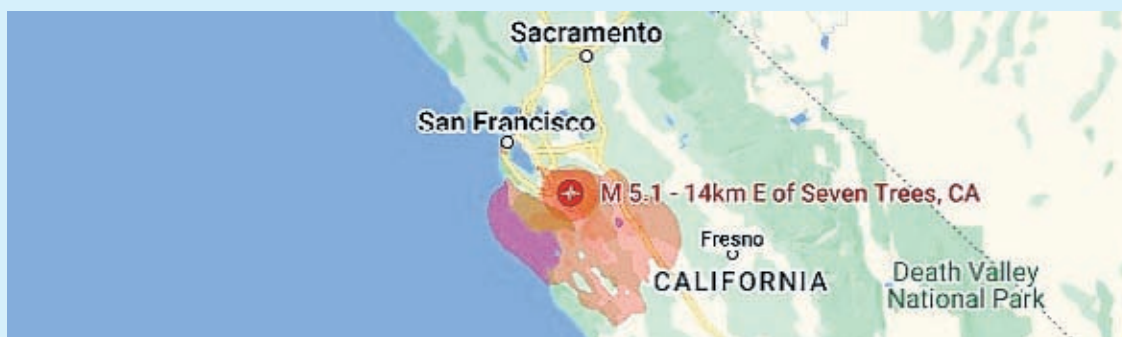 Sacramento
San Francisco
M 5.1 - 14km E of Seven Trees, CA
Fresno
CALIFORNIA
Death Valley
National Park